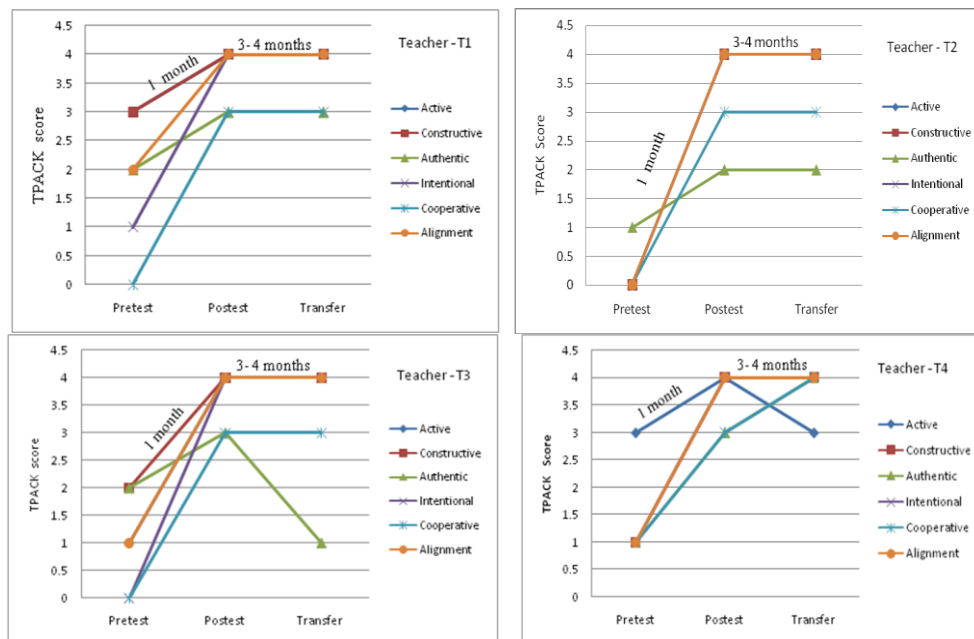 Teacher - T1
TPACK score
4.5
4
3.5
3
2.5
2
1.5
1
0.5
0
1 month
3- 4 months
Pretest
Postest
Transfer
Active
Constructive
Authentic
Intentional
Cooperative
Alignment
Teacher - T2
TPACK Score
4.5
4
3.5
3
2.5
2
1.5
1
0.5
0
1 month
3-4 months
Pretest
Postest
Transfer
Active
Constructive
Authentic
Intentional
Cooperative
Alignment
Teacher - T3
TPACK score
4.5
4
3.5
3
2.5
2
1.5
1
0.5
0
1 month
3- 4 months
Pretest
Postest
Transfer
Active
Constructive
Authentic
Intentional
Cooperative
Alignment
Teacher - T4
TPACK Score
4.5
4
3.5
3
2.5
2
1.5
1
0.5
0
1 month
3- 4 months
Pretest
Postest
Transfer
Active
Constructive
Authentic
Intentional
Cooperative
Alignment